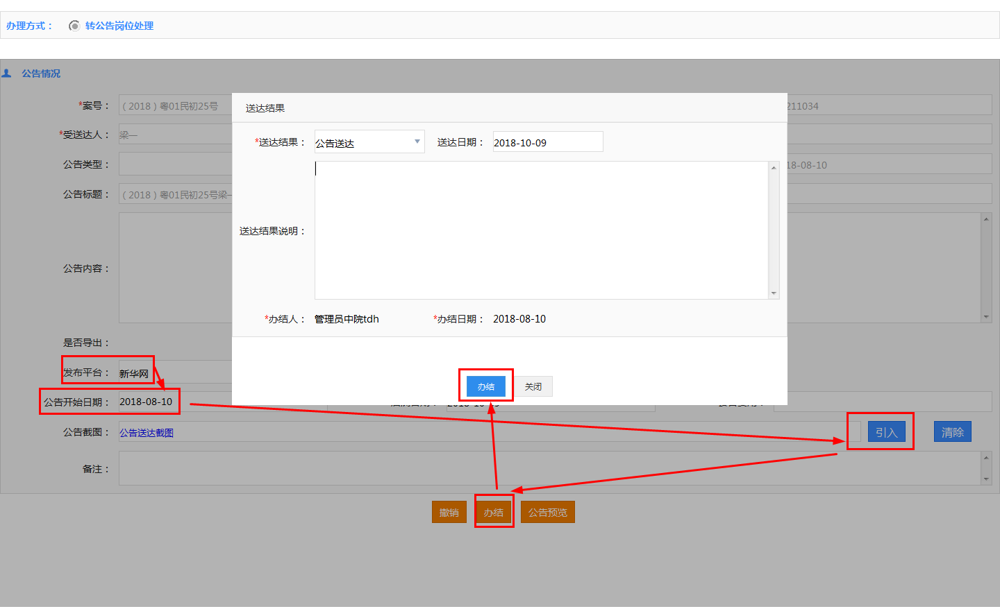 办理方式： 转公告岗位处理
公告情况
*案号： （2018）粤01民初25号 211034
*受送达人： 梁一
公告类型： 18-08-10
公告标题： （2018）粤01民初25号梁一
公告内容：
是否导出：
发布平台： 新华网
公告开始日期： 2018-08-10
公告截图： 公告送达截图 引入 清除
备注：
撤销 办结 公告预览
送达结果
*送达结果： 公告送达 送达日期： 2018-10-09
送达结果说明：
*办结人： 管理员中院tdh *办结日期： 2018-08-10
办结 关闭